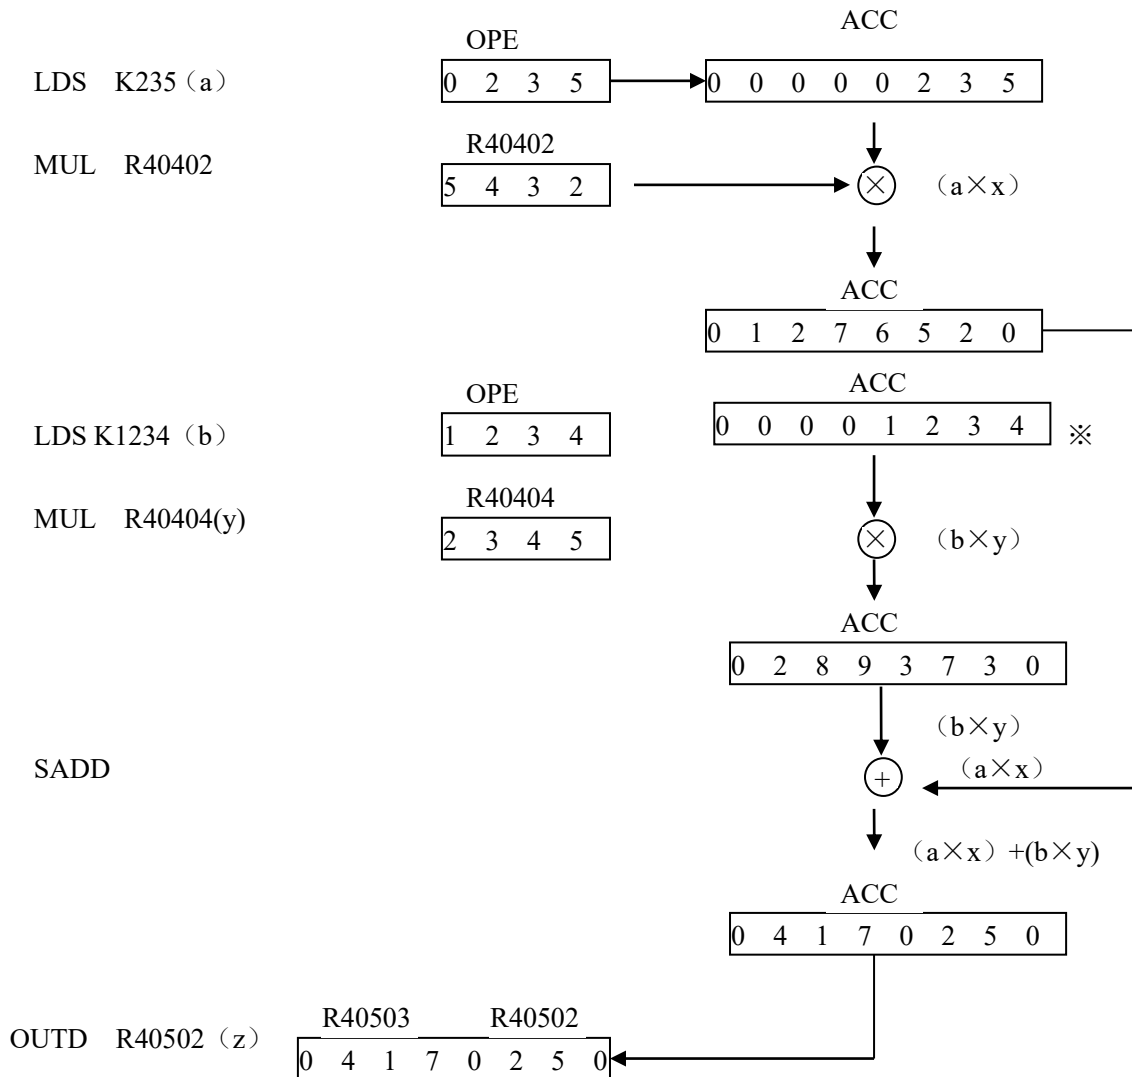 ACC
OPE
LDS K235（a） 0 2 3 5 0 0 0 0 0 2 3 5
R40402
MUL R40402 5 4 3 2 × （a×x）
ACC
0 1 2 7 6 5 2 0
OPE ACC
LDS K1234（b） 1 2 3 4 0 0 0 0 1 2 3 4 ※
R40404
MUL R40404(y) 2 3 4 5 × （b×y）
ACC
0 2 8 9 3 7 3 0
（b×y）
SADD + （a×x）
（a×x）+(b×y)
ACC
0 4 1 7 0 2 5 0
R40503 R40502
OUTD R40502（z） 0 4 1 7 0 2 5 0